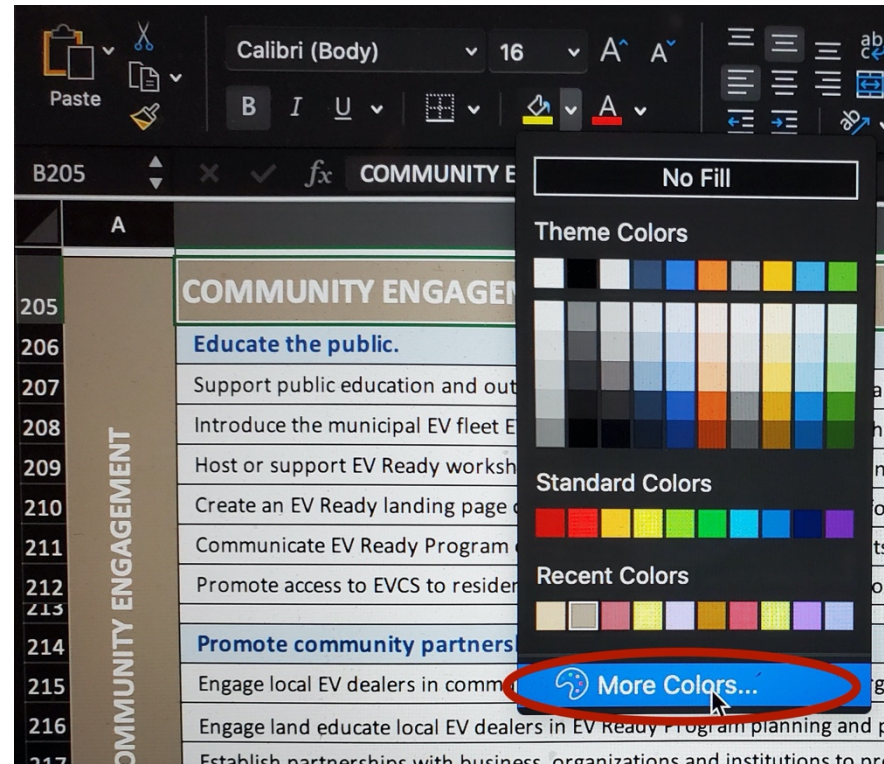 Calibri (Body) 16 A A ab
Paste B I U A
B205 fx COMMUNITY E
No Fill
A
Theme Colors
205 COMMUNITY ENGAGEM
206 Educate the public.
207 Support public education and out
208 Introduce the municipal EV fleet E
209 Host or support EV Ready worksh
210 Create an EV Ready landing page
211 Communicate EV Ready Program
212 Promote access to EVCS to resider
213
214 Promote community partners
215 Engage local EV dealers in comm
216 Engage land educate local EV dealers in EV Ready Program planning and
217 Establish partnerships with business, organizations and institutions to
COMMUNITY ENGAGEMENT
OMMUNITY ENGAGEMENT
Standard Colors
Recent Colors
More Colors...